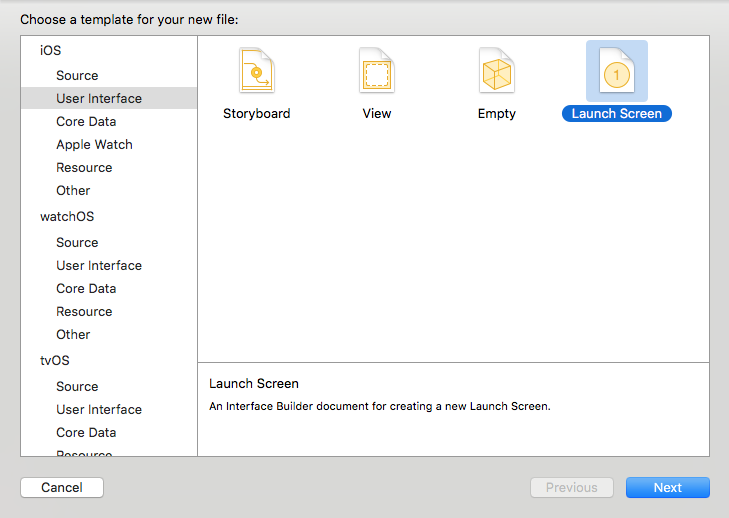 Choose a template for your new file:
iOS
Source
User Interface
Core Data
Apple Watch
Resource
Other
watchOS
Source
User Interface
Core Data
Resource
Other
tvOS
Source
User Interface
Core Data
Resource
Storyboard
View
Empty
1
Launch Screen
Launch Screen
An Interface Builder document for creating a new Launch Screen.
Cancel
Previous
Next